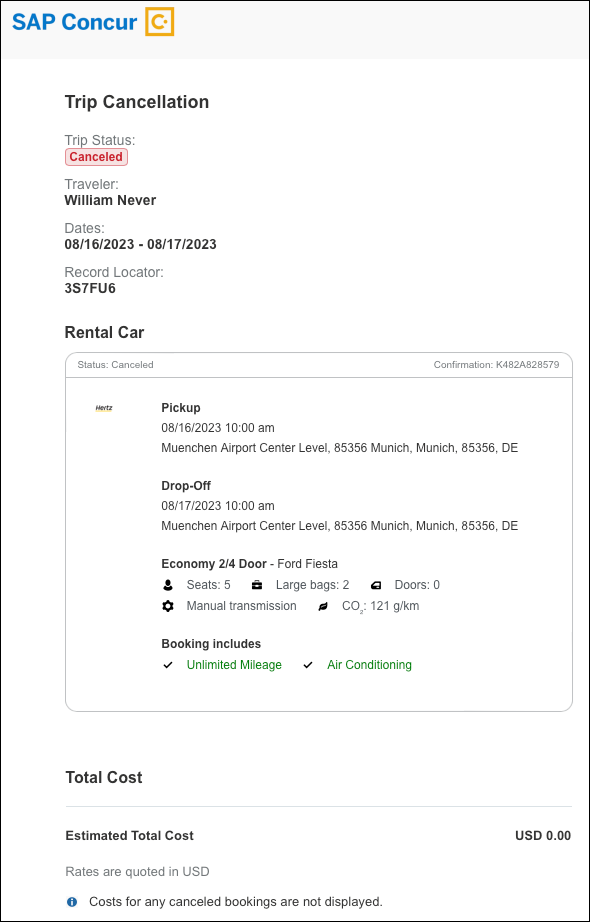 SAP Concur
Trip Cancellation
Trip Status:
Canceled
Traveler:
William Never
Dates:
08/16/2023 - 08/17/2023
Record Locator:
3S7FU6
Rental Car
Status: Canceled Confirmation: K482A828579
Hertz
Pickup
08/16/2023 10:00 am
Muenchen Airport Center Level, 85356 Munich, Munich, 85356, DE
Drop-Off
08/17/2023 10:00 am
Muenchen Airport Center Level, 85356 Munich, Munich, 85356, DE
Economy 2/4 Door - Ford Fiesta
Seats: 5 Large bags: 2 Doors: 0
Manual transmission CO₂: 121 g/km
Booking includes
Unlimited Mileage Air Conditioning
Total Cost
Estimated Total Cost USD 0.00
Rates are quoted in USD
Costs for any canceled bookings are not displayed.